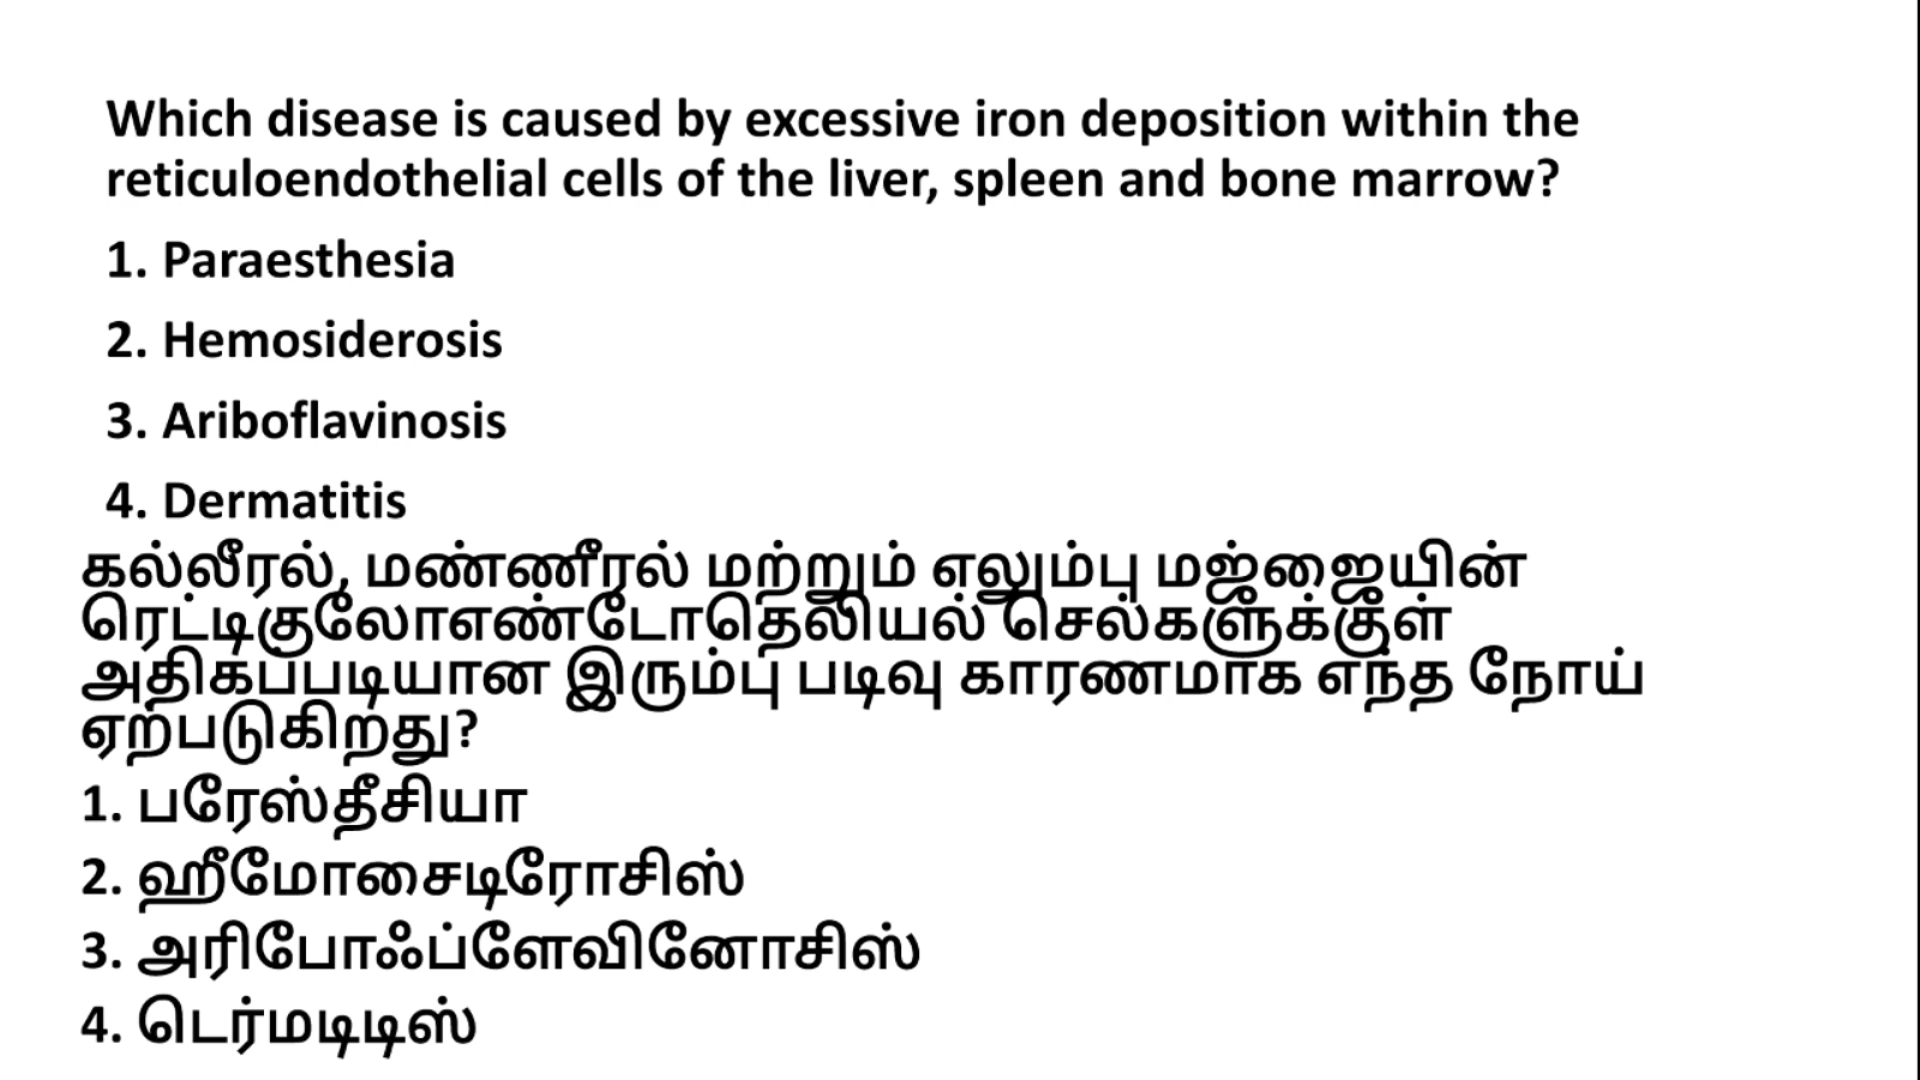 Which disease is caused by excessive iron deposition within the
reticuloendothelial cells of the liver, spleen and bone marrow?
1. Paraesthesia
2. Hemosiderosis
3. Ariboflavinosis
4. Dermatitis
கல்லீரல், மண்ணீரல் மற்றும் எலும்பு மஜ்ஜையின்
ரெட்டிகுலோஎண்டோதெலியல் செல்களுக்குள்
அதிகப்படியான இரும்பு படிவு காரணமாக எந்த நோய்
ஏற்படுகிறது?
1. பரேஸ்தீசியா
2. ஹீமோசைடிரோசிஸ்
3. அரிபோஃப்ளேவினோசிஸ்
4. டெர்மடிடிஸ்